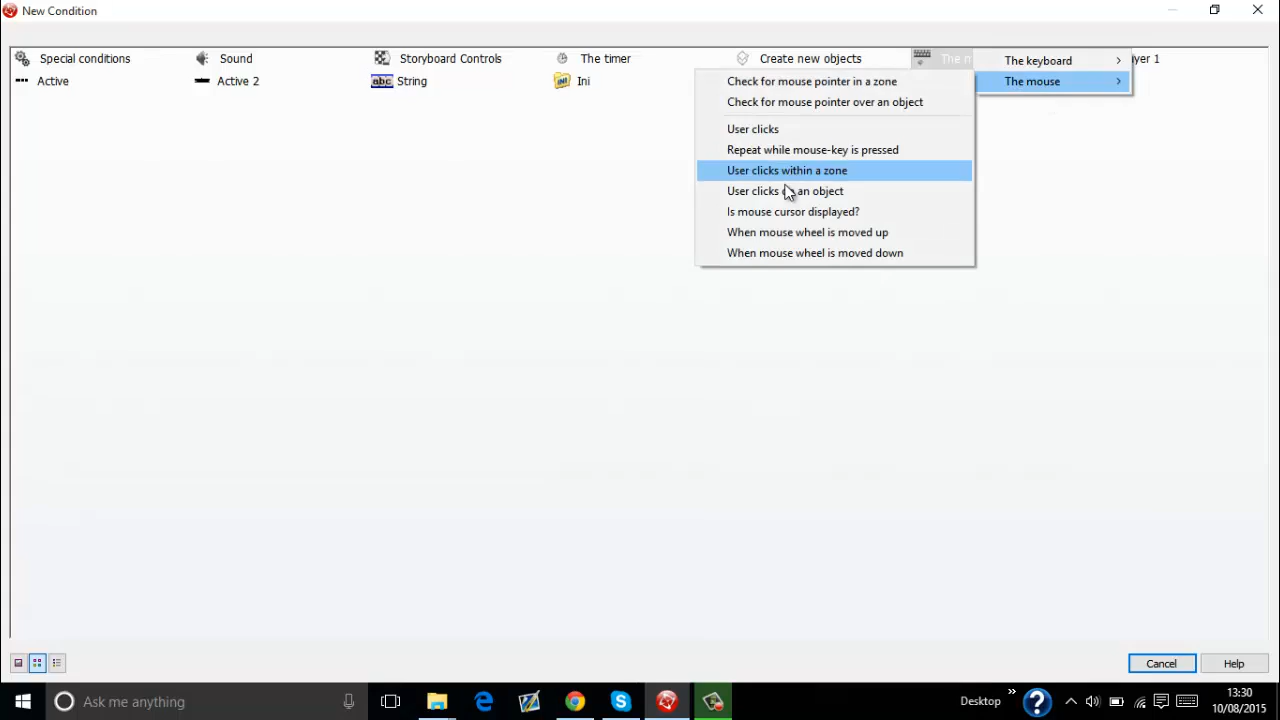 New Condition
Special conditions
Sound
Storyboard Controls
The timer
Create new objects
The m
The keyboard
yer 1
Active
Active 2
String
Ini
The mouse
Check for mouse pointer in a zone
Check for mouse pointer over an object
User clicks
Repeat while mouse-key is pressed
User clicks within a zone
User clicks an object
Is mouse cursor displayed?
When mouse wheel is moved up
When mouse wheel is moved down
Cancel
Help
Ask me anything
Desktop
13:30
10/08/2015